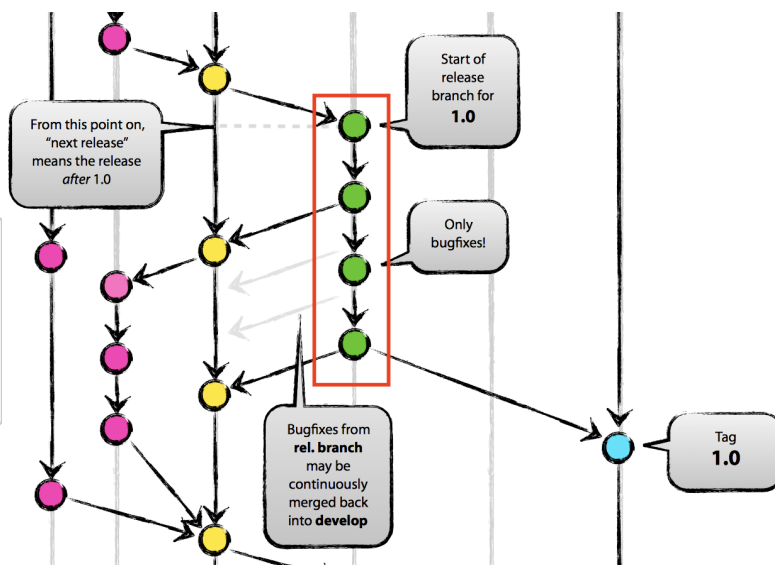 Start of
release
branch for
1.0
From this point on,
“next release”
means the release
after 1.0
Only
bugfixes!
Bugfixes from
rel. branch
may be
continuously
merged back
into develop
Tag
1.0